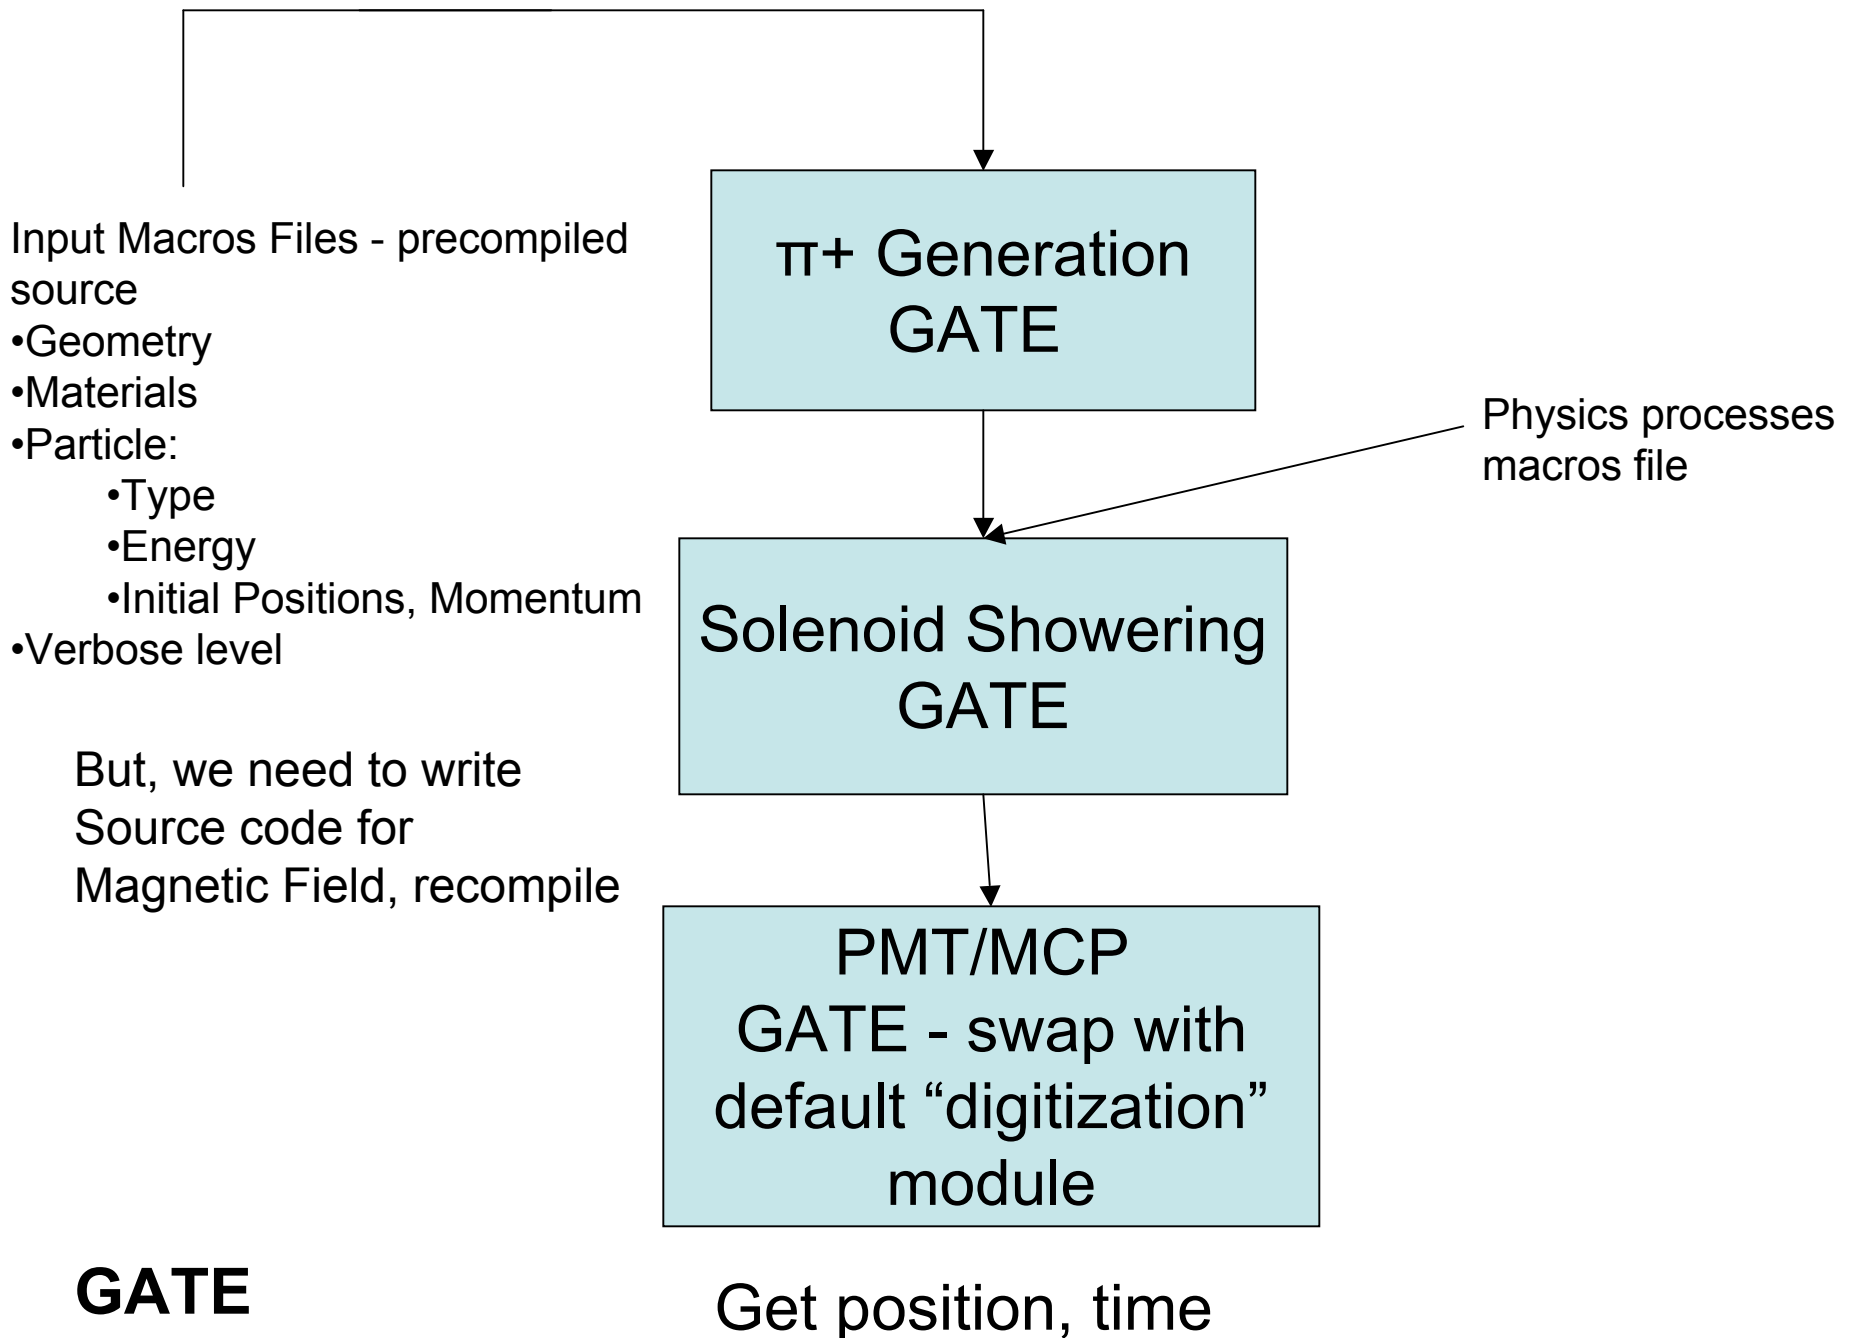 Input Macros Files - precompiled
source
•Geometry
•Materials
•Particle:
•Type
•Energy
•Initial Positions, Momentum
•Verbose level
But, we need to write
Source code for
Magnetic Field, recompile
π+ Generation
GATE
Physics processes
macros file
Solenoid Showering
GATE
PMT/MCP
GATE - swap with
default “digitization”
module
GATE
Get position, time